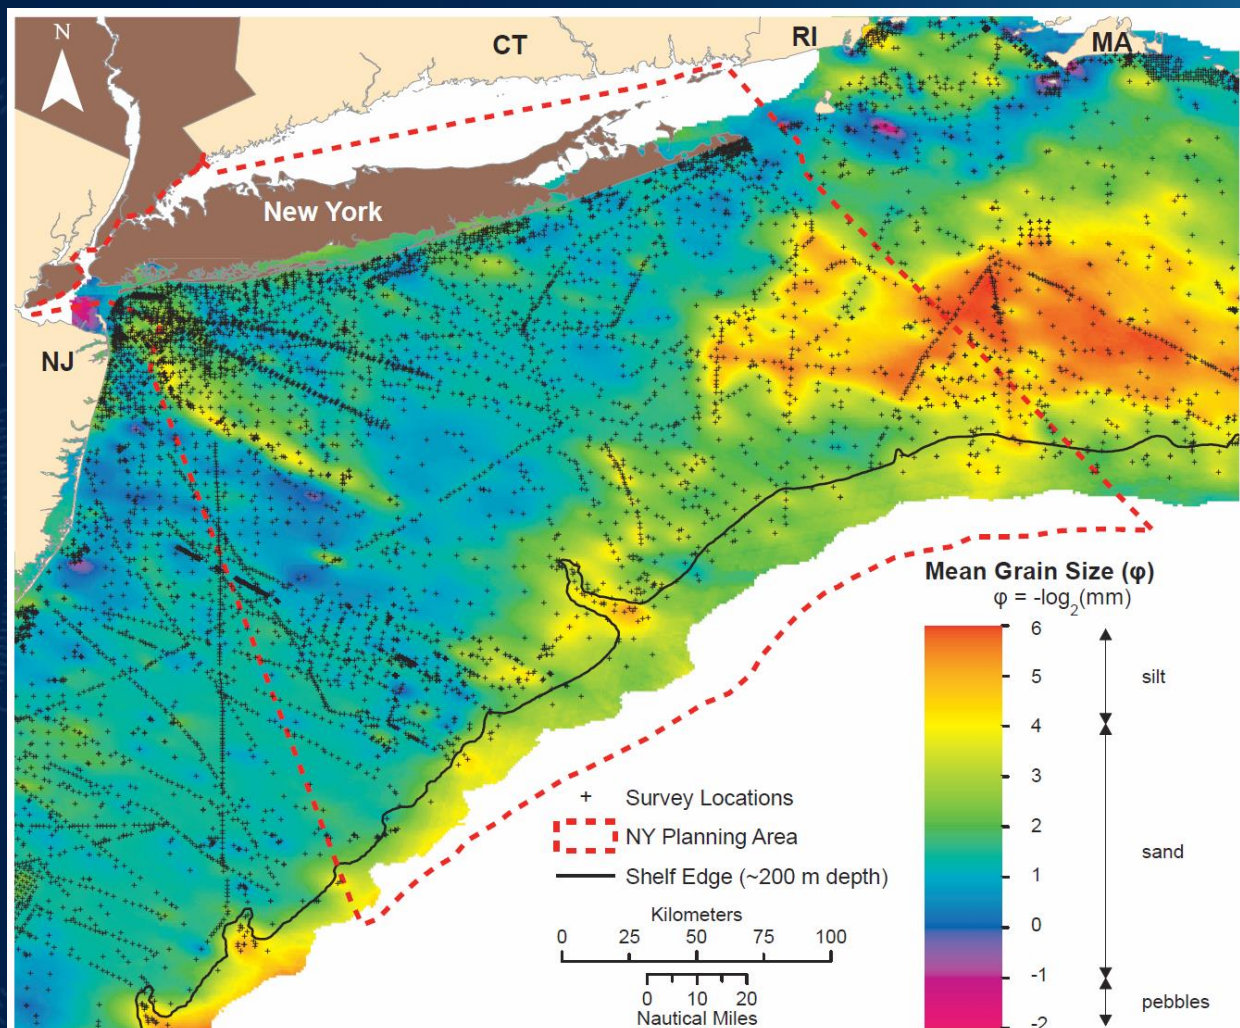 N
CT
RI
MA
New York
NJ
Mean Grain Size (φ)
φ = -log2(mm)
6
5
4
3
2
1
0
-1
-2
silt
sand
pebbles
+ Survey Locations
NY Planning Area
Shelf Edge (~200 m depth)
Kilometers
0 25 50 75 100
0 10 20
Nautical Miles